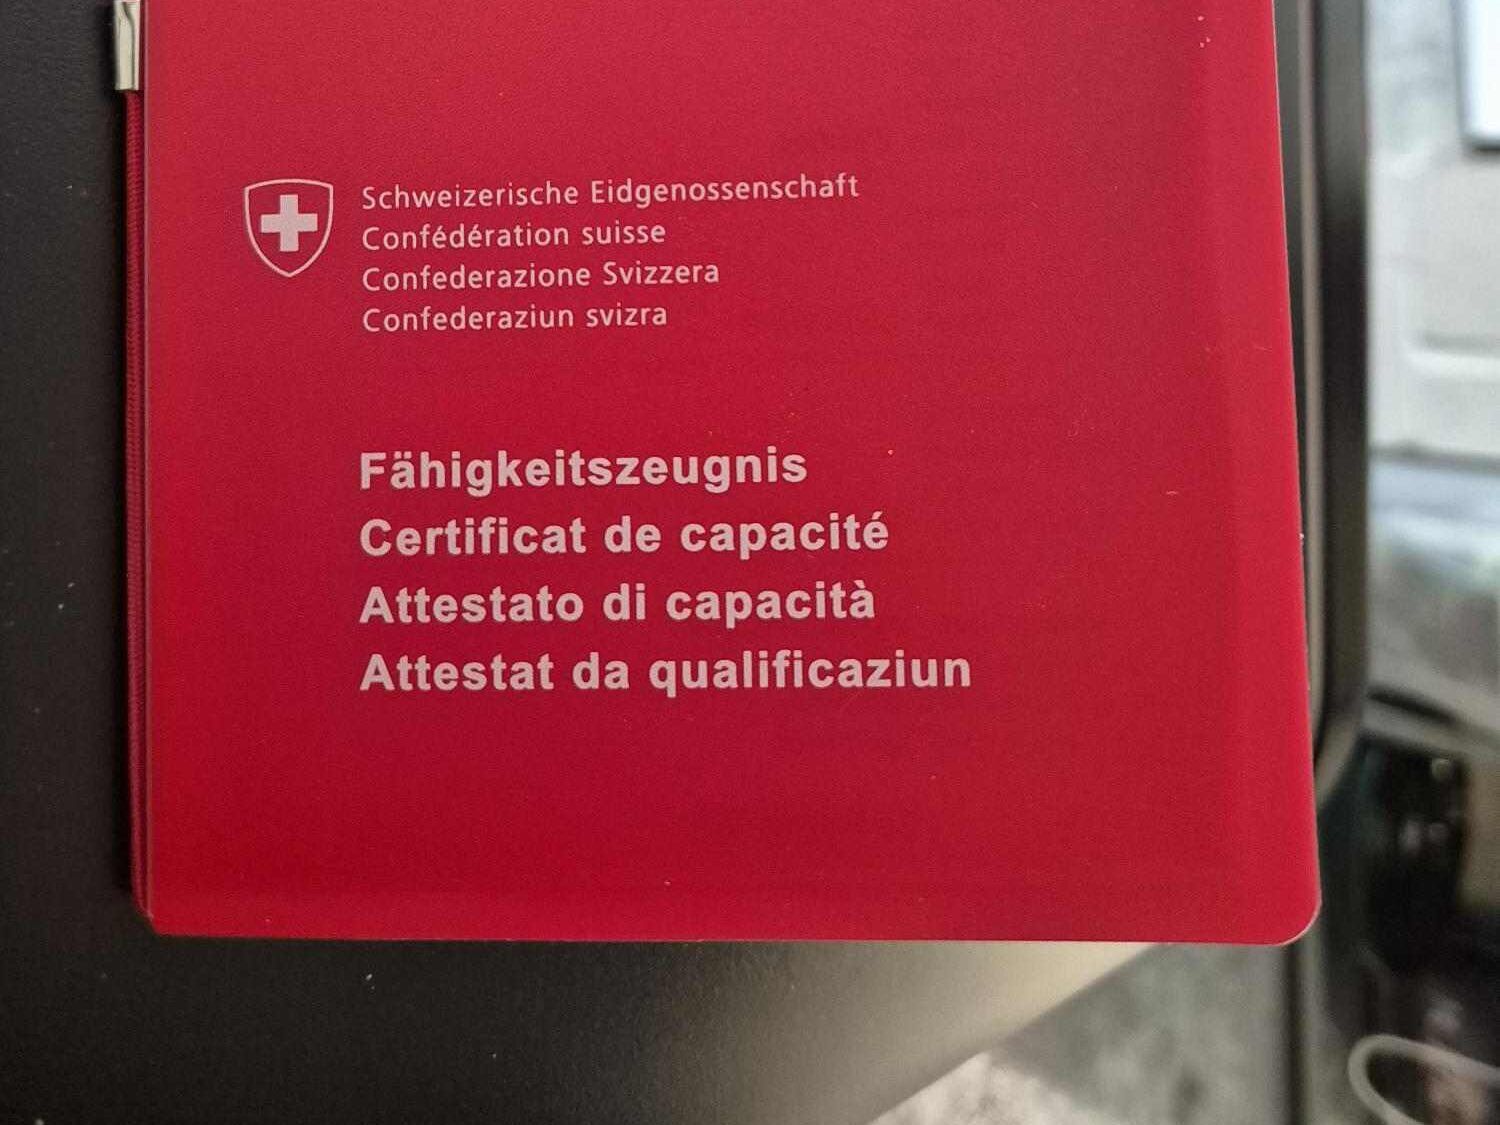 Schweizerische Eidgenossenschaft
Confédération suisse
Confederazione Svizzera
Confederaziun svizra
Fähigkeitszeugnis
Certificat de capacité
Attestato di capacità
Attestat da qualificaziun